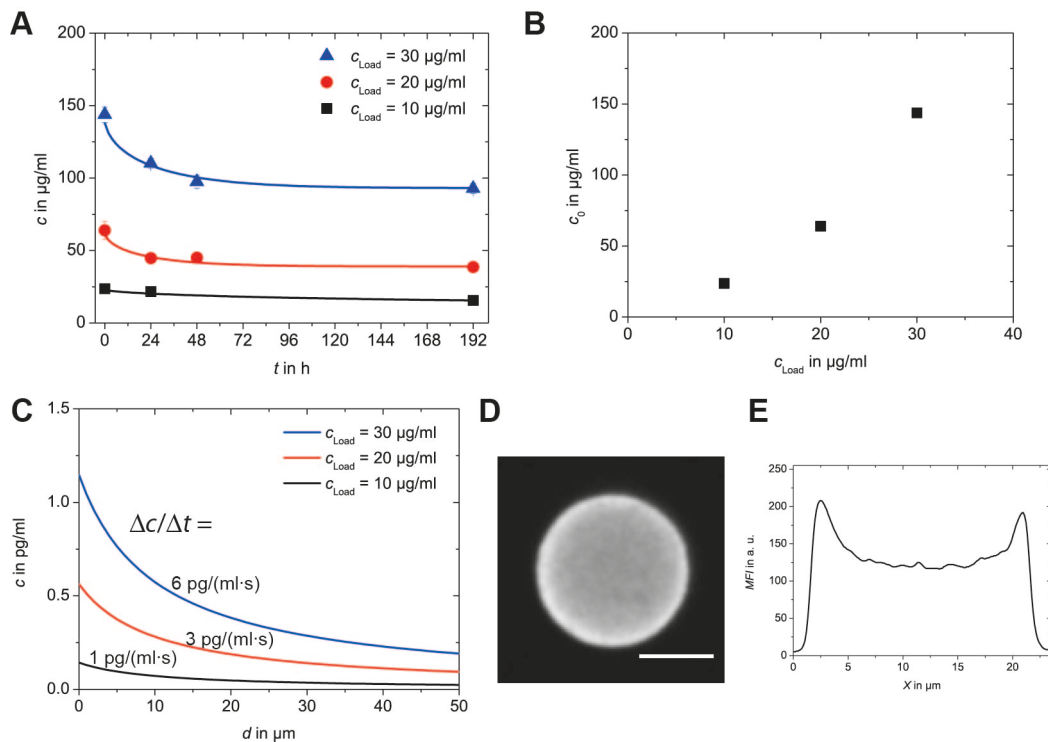 A
200
150
100
50
0
c in µg/ml
0 24 48 72 96 120 144 168 192
t in h
c_Load = 30 µg/ml
c_Load = 20 µg/ml
c_Load = 10 µg/ml
B
200
150
100
50
0
c_0 in µg/ml
0 10 20 30 40
c_Load in µg/ml
C
1.5
1.0
0.5
0.0
c in pg/ml
0 10 20 30 40 50
d in µm
c_Load = 30 µg/ml
c_Load = 20 µg/ml
c_Load = 10 µg/ml
Δc/Δt =
6 pg/(ml·s)
3 pg/(ml·s)
1 pg/(ml·s)
D
E
250
200
150
100
50
0
MFI in a. u.
0 5 10 15 20
X in µm